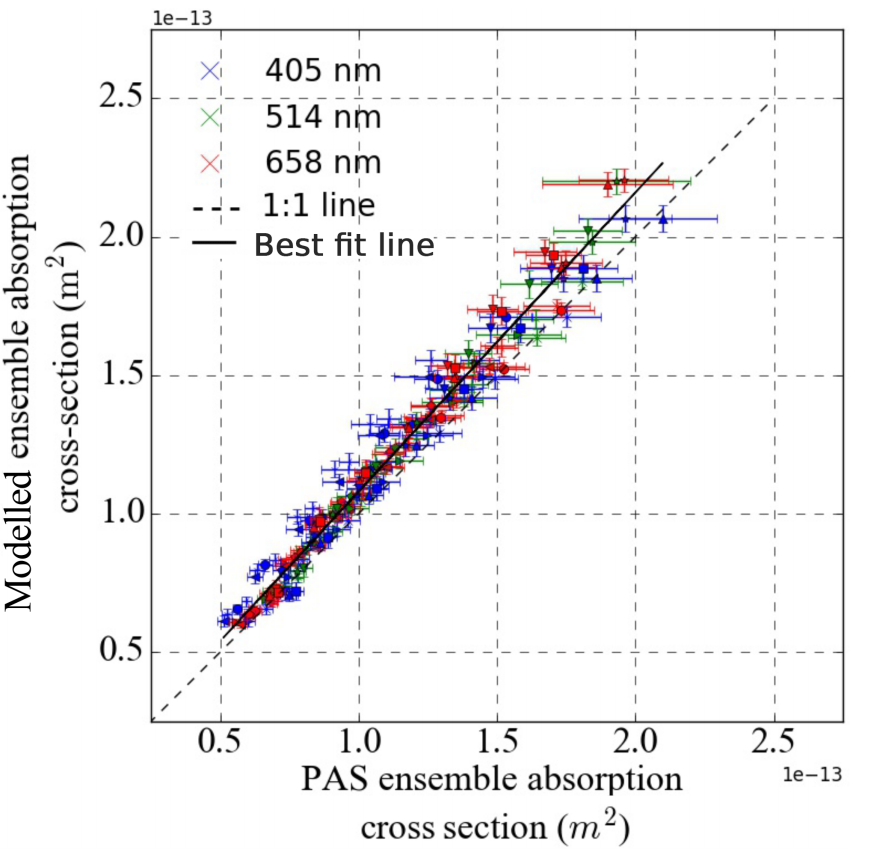 1e−13
405 nm
514 nm
658 nm
1:1 line
Best fit line
2.5
2.0
1.5
1.0
0.5
Modelled ensemble absorption
cross-section (m²)
0.5 1.0 1.5 2.0 2.5
1e−13
PAS ensemble absorption
cross section (m²)